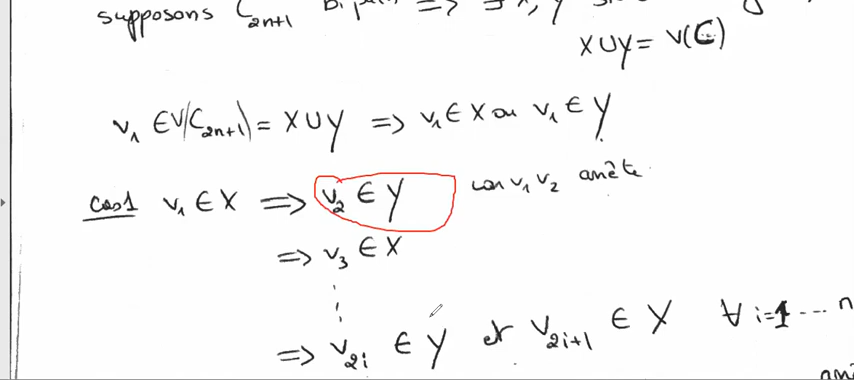 supposons C₂ₙ₊₁ =>
X∪Y = V(C)
v₁ ∈ V(C₂ₙ₊₁) = X∪Y => v₁ ∈ X ou v₁ ∈ Y
cas1 v₁ ∈ X => v₂ ∈ Y car v₁ v₂ arête
=> v₃ ∈ X
=> v₂ᵢ ∈ Y et v₂ᵢ₊₁ ∈ X ∀ i=1 ... n